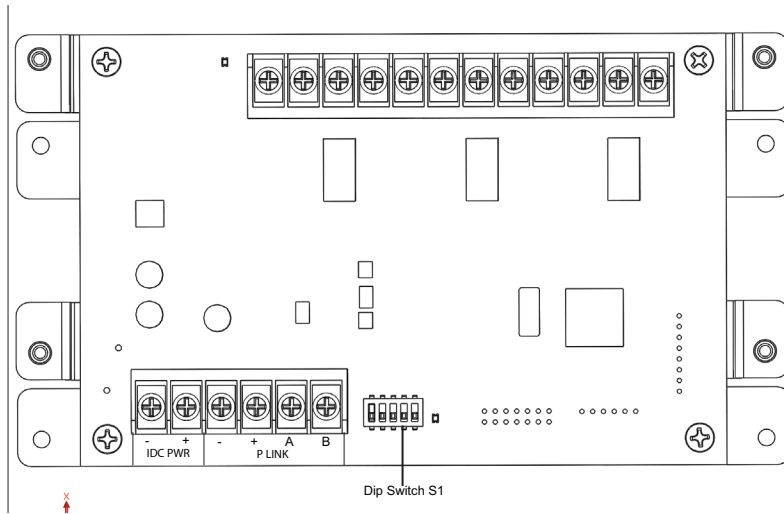 - + - + A B
IDC PWR P LINK
Dip Switch S1
X